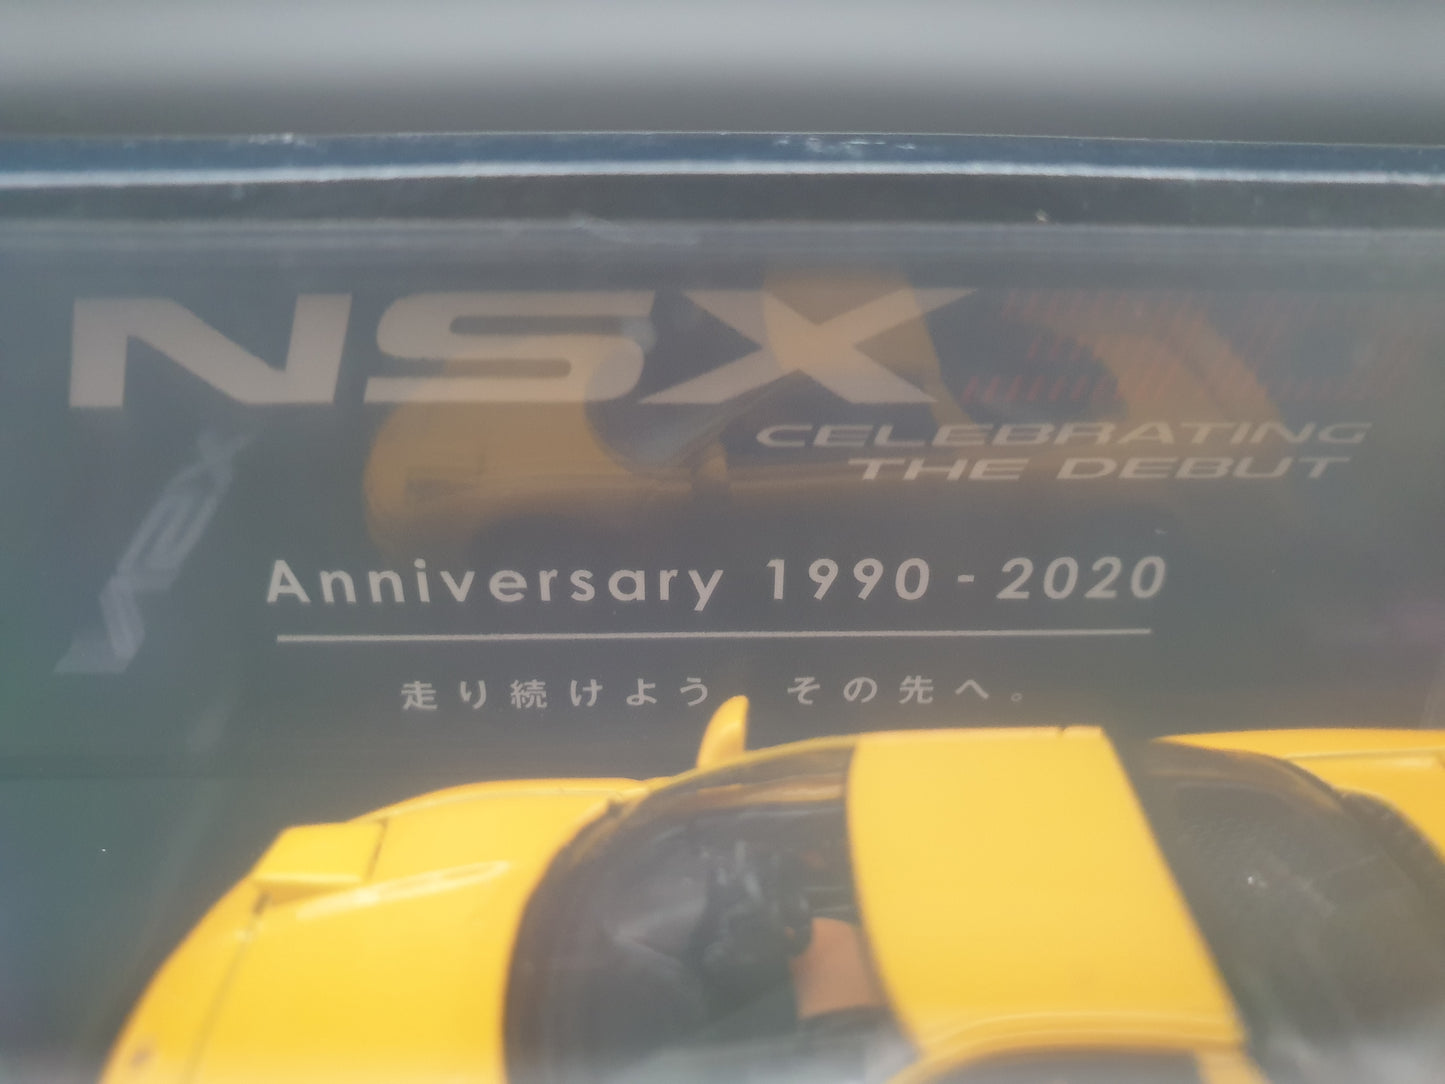 NSX
CELEBRATING
THE DEBUT
Anniversary 1990 - 2020
走り続けよう その先へ。